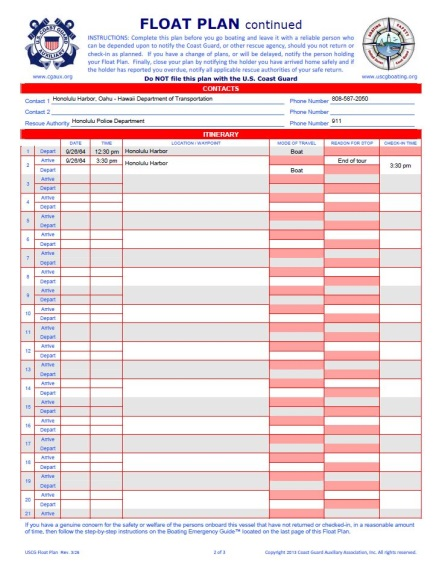 FLOAT PLAN continued
INSTRUCTIONS: Complete this plan before you go boating and leave it with a reliable person who
can be depended upon to notify the Coast Guard, or other rescue agency, should you not return or
check-in as planned. If you have a change of plans, or will be delayed, notify the person holding
your Float Plan. Finally, close your plan by notifying the holder you have arrived home safely and if
the holder has reported you overdue, notify all applicable rescue authorities of your safe return.
www.cgaux.org
www.uscgboating.org
Do NOT file this plan with the U.S. Coast Guard
CONTACTS
Contact 1 Honolulu Harbor, Oahu - Hawaii Department of Transportation Phone Number 808-587-2050
Contact 2 Phone Number
Rescue Authority Honolulu Police Department Phone Number 911
ITINERARY
DATE TIME LOCATION / WAYPOINT MODE OF TRAVEL REASON FOR STOP CHECK-IN TIME
1 Depart 9/26/64 12:30 pm Honolulu Harbor Boat
2 Arrive 9/26/64 3:30 pm Honolulu Harbor End of tour 3:30 pm
Depart Boat
3 Arrive
Depart
4 Arrive
Depart
5 Arrive
Depart
6 Arrive
Depart
7 Arrive
Depart
8 Arrive
Depart
9 Arrive
Depart
10 Arrive
Depart
11 Arrive
Depart
12 Arrive
Depart
13 Arrive
Depart
14 Arrive
Depart
15 Arrive
Depart
16 Arrive
Depart
17 Arrive
Depart
18 Arrive
Depart
19 Arrive
Depart
20 Arrive
Depart
21 Arrive
If you have a genuine concern for the safety or welfare of the persons onboard this vessel that have not returned or checked-in, in a reasonable amount
of time, then follow the step-by-step instructions on the Boating Emergency Guide™ located on the last page of this Float Plan.
USCG Float Plan 2 of 3 Copyright 2013 Coast Guard Auxiliary Association, Inc. All rights reserved.